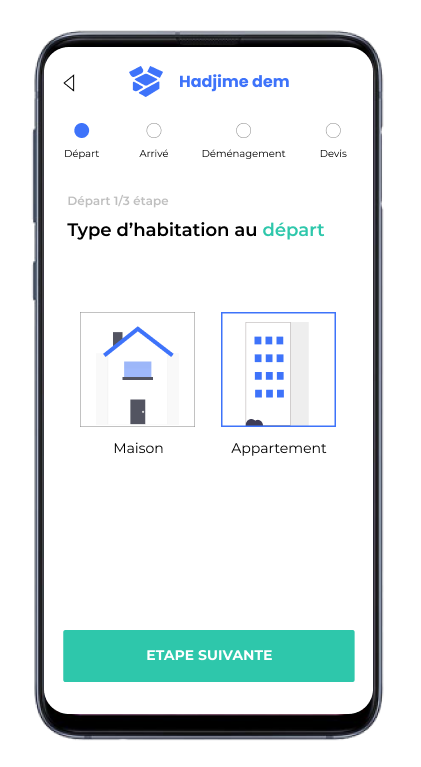 Hadjime dem
Départ Arrivé Déménagement Devis
Départ 1/3 étape
Type d’habitation au départ
Maison Appartement
ETAPE SUIVANTE